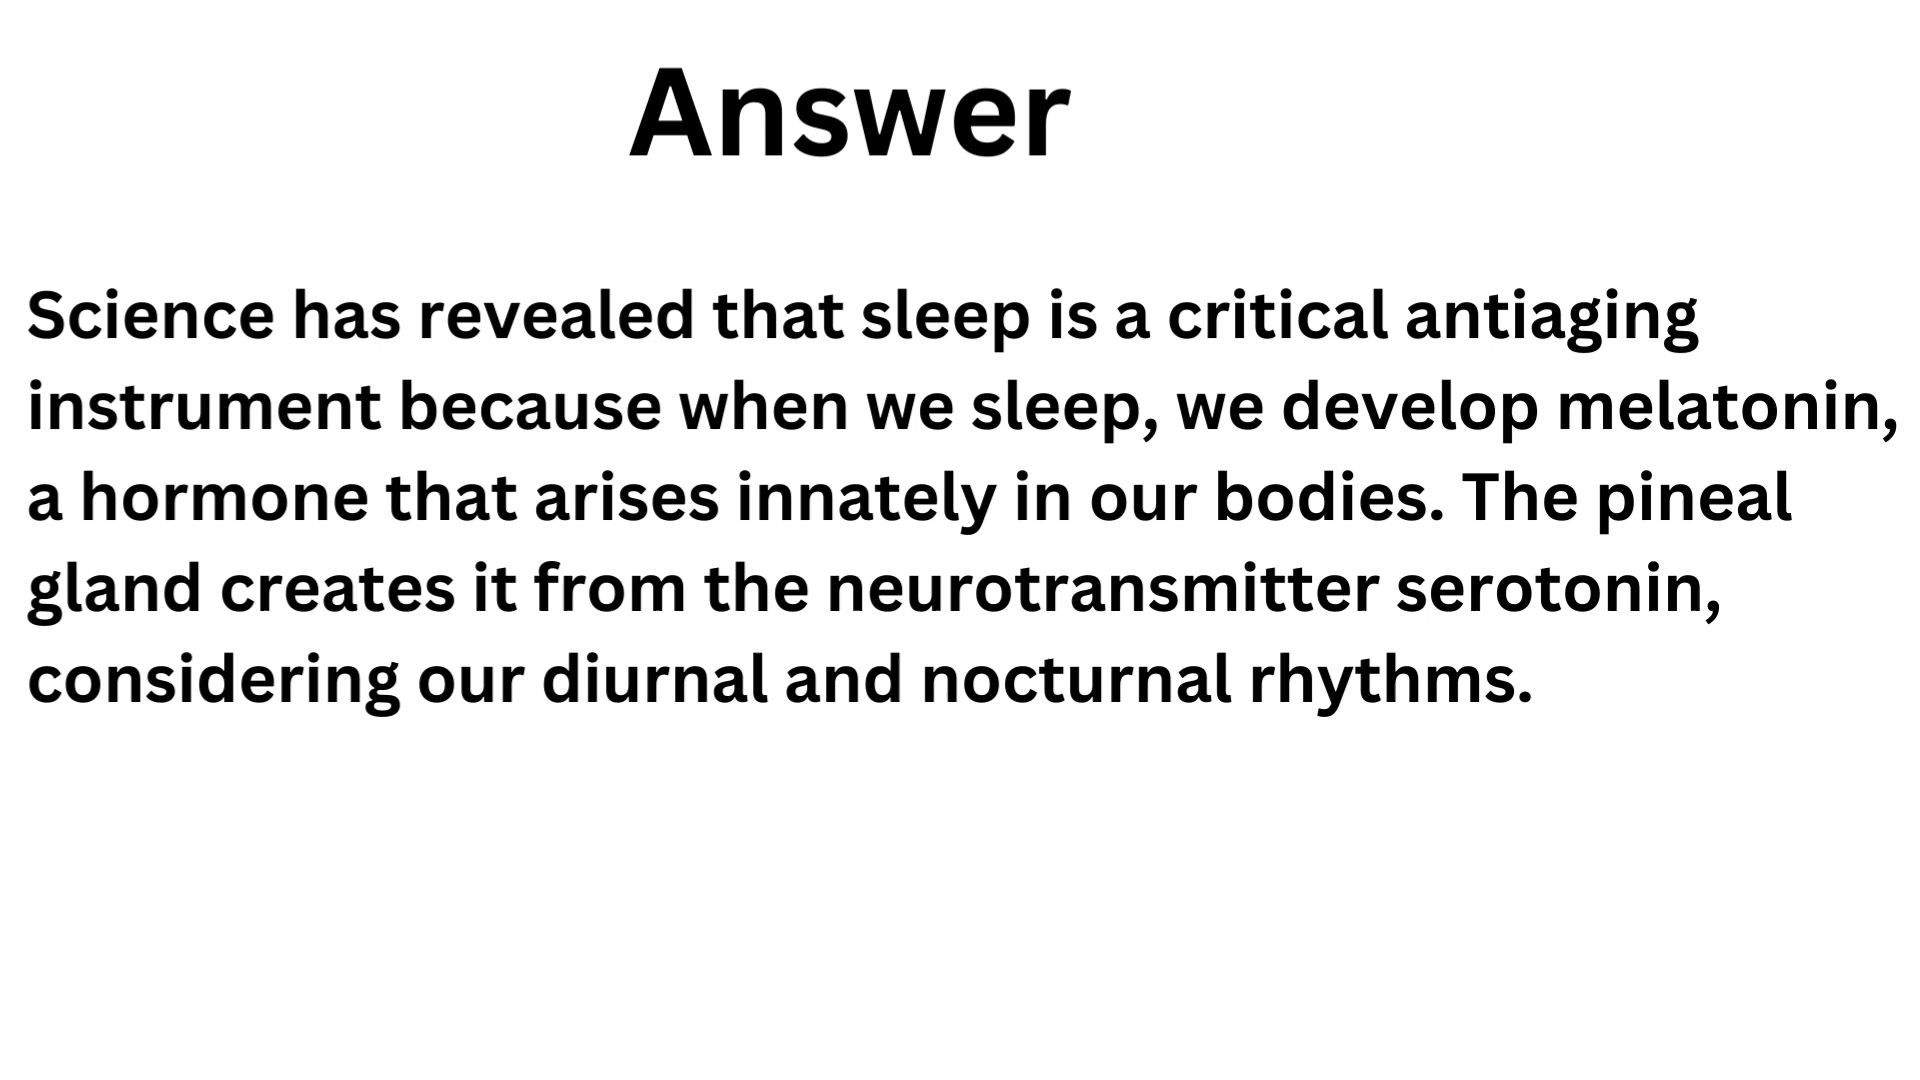 Answer
Science has revealed that sleep is a critical antiaging
instrument because when we sleep, we develop melatonin,
a hormone that arises innately in our bodies. The pineal
gland creates it from the neurotransmitter serotonin,
considering our diurnal and nocturnal rhythms.